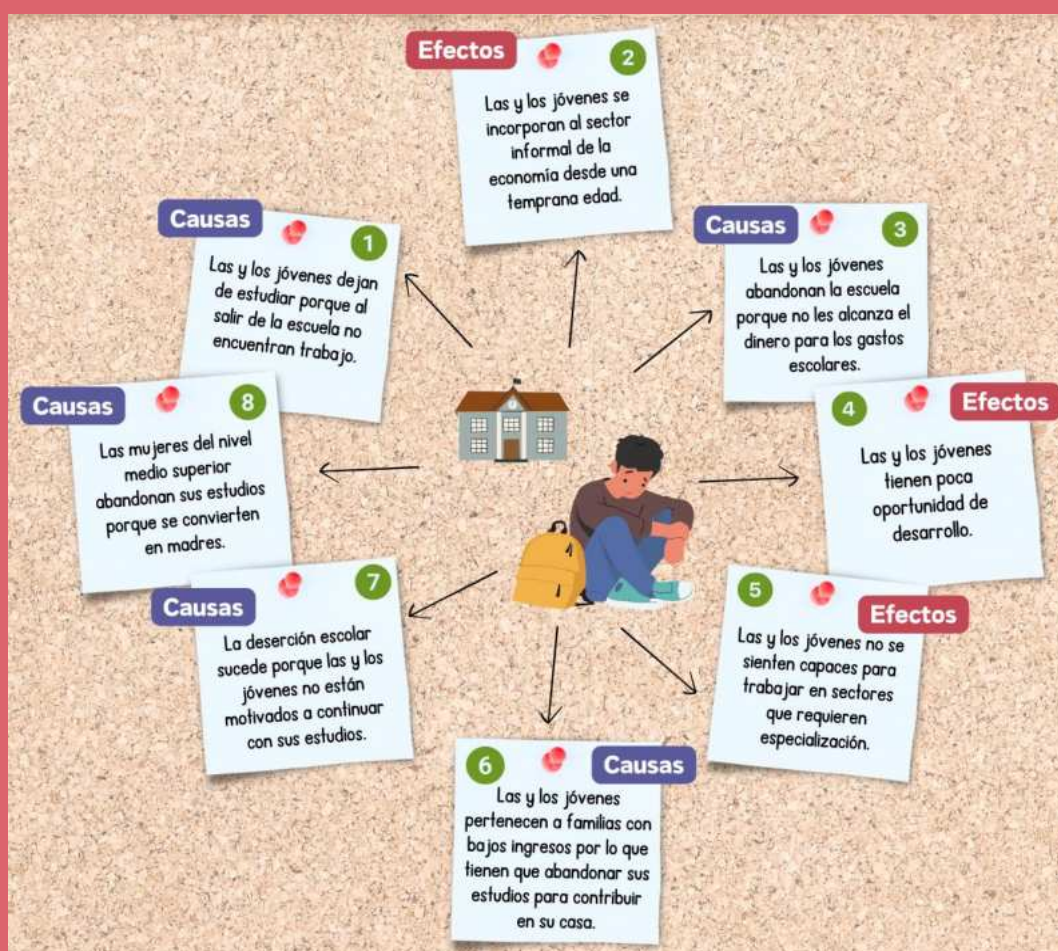 Efectos
2
Las y los jóvenes se
incorporan al sector
informal de la
economía desde una
temprana edad.
Causas
1
Las y los jóvenes dejan
de estudiar porque al
salir de la escuela no
encuentran trabajo.
Causas
3
Las y los jóvenes
abandonan la escuela
porque no les alcanza el
dinero para los gastos
escolares.
Causas
8
Las mujeres del nivel
medio superior
abandonan sus estudios
porque se convierten
en madres.
4
Efectos
Las y los jóvenes
tienen poca
oportunidad de
desarrollo.
Causas
7
La deserción escolar
sucede porque las y los
jóvenes no están
motivados a continuar
con sus estudios.
5
Efectos
Las y los jóvenes no se
sienten capaces para
trabajar en sectores
que requieren
especialización.
6
Causas
Las y los jóvenes
pertenecen a familias con
bajos ingresos por lo que
tienen que abandonar sus
estudios para contribuir
en su casa.